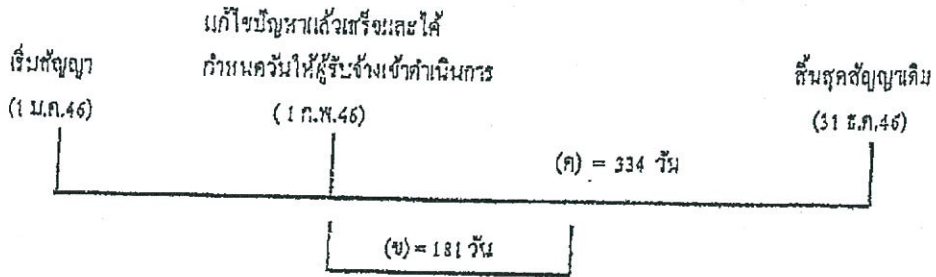 แก้ไขปัญหาแล้วเสร็จและได้
เริ่มสัญญา กำหนดวันให้ผู้รับจ้างเข้าดำเนินการ สิ้นสุดสัญญาเดิม
(1 ม.ค.46) (1 ก.พ.46) (31 ธ.ค.46)
(ค) = 334 วัน
(ข) = 181 วัน